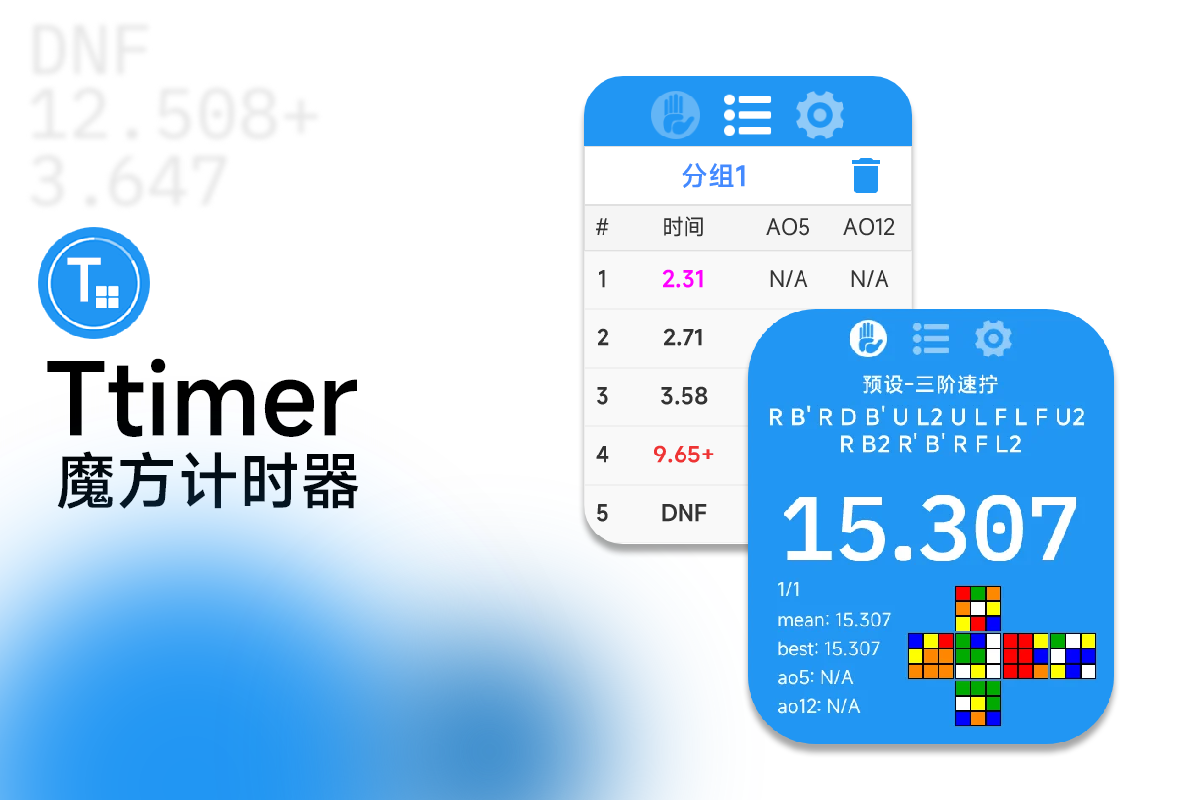 DNF
12.508+
3.647
T
Ttimer
魔方计时器
分组1
# 时间 AO5 AO12
1 2.31 N/A N/A
2 2.71
3 3.58
4 9.65+
5 DNF
预设-三阶速拧
R B' R D B' U L2 U L F L F U2
R B2 R' B' R F L2
15.307
1/1
mean: 15.307
best: 15.307
ao5: N/A
ao12: N/A